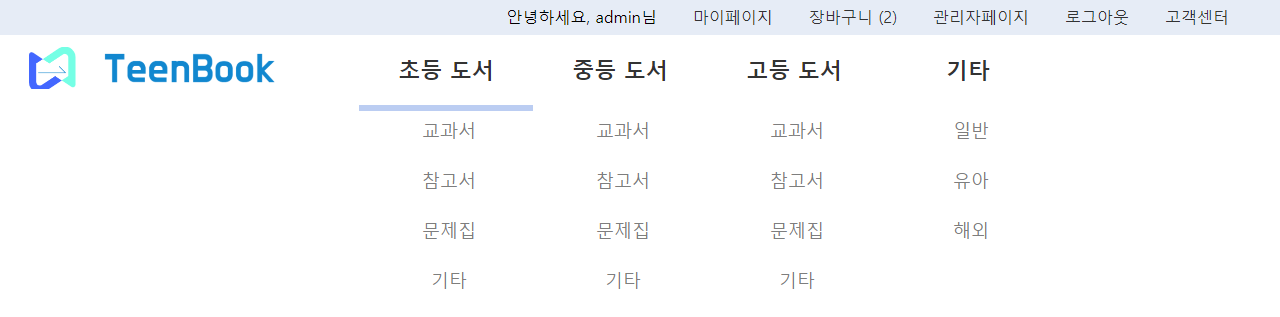 안녕하세요, admin님 마이페이지 장바구니 (2) 관리자페이지 로그아웃 고객센터
TeenBook 초등 도서 중등 도서 고등 도서 기타
교과서 교과서 교과서 일반
참고서 참고서 참고서 유아
문제집 문제집 문제집 해외
기타 기타 기타